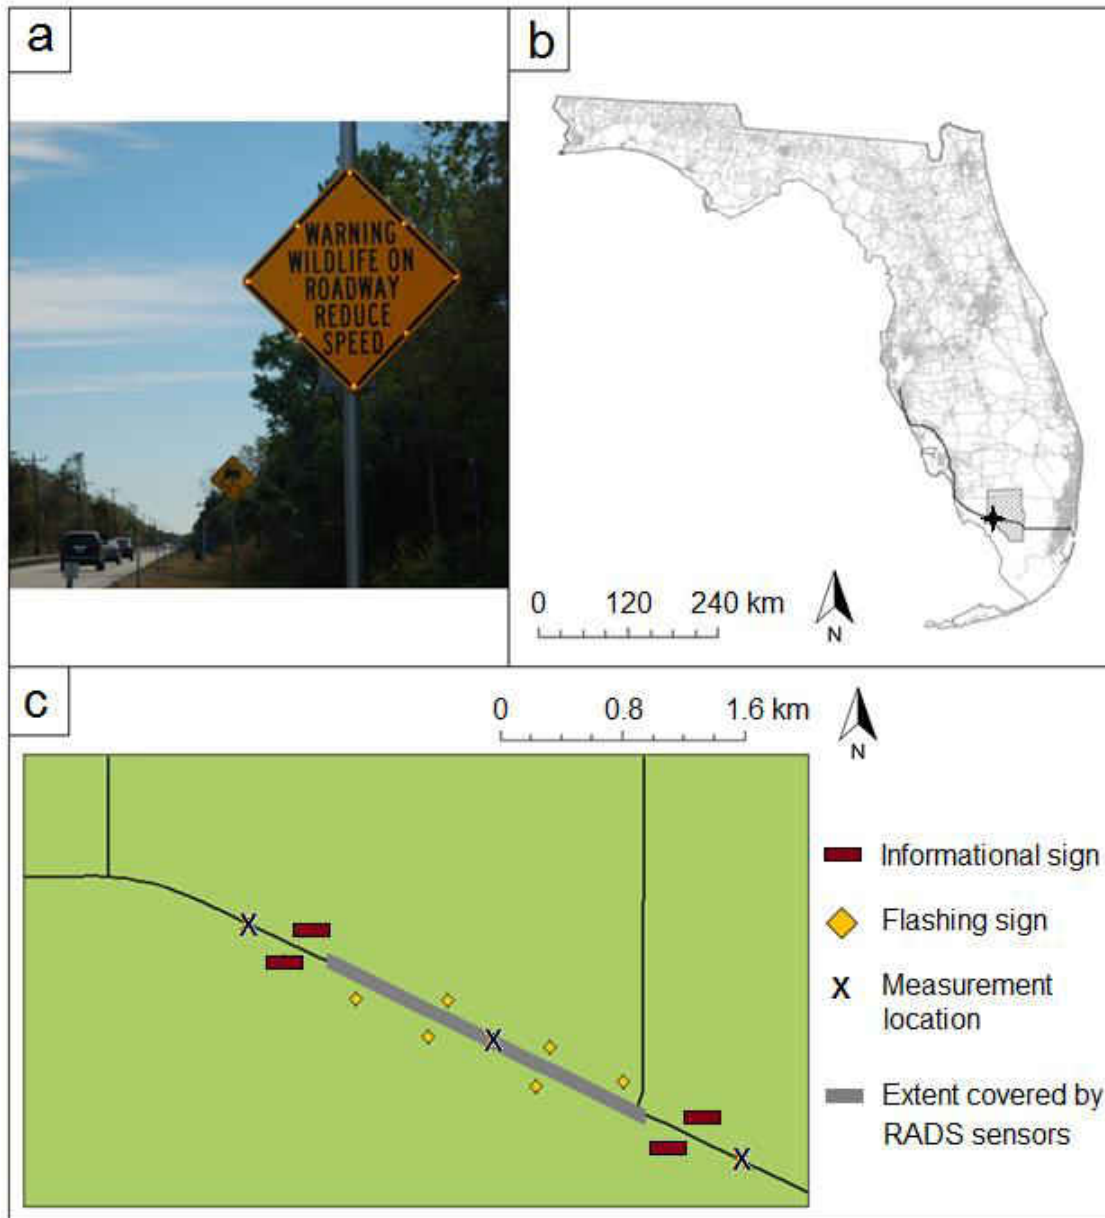 a
WARNING
WILDLIFE ON
ROADWAY
REDUCE
SPEED
b
0 120 240 km
N
c
0 0.8 1.6 km
N
Informational sign
Flashing sign
X Measurement
location
Extent covered by
RADS sensors
X
X
X